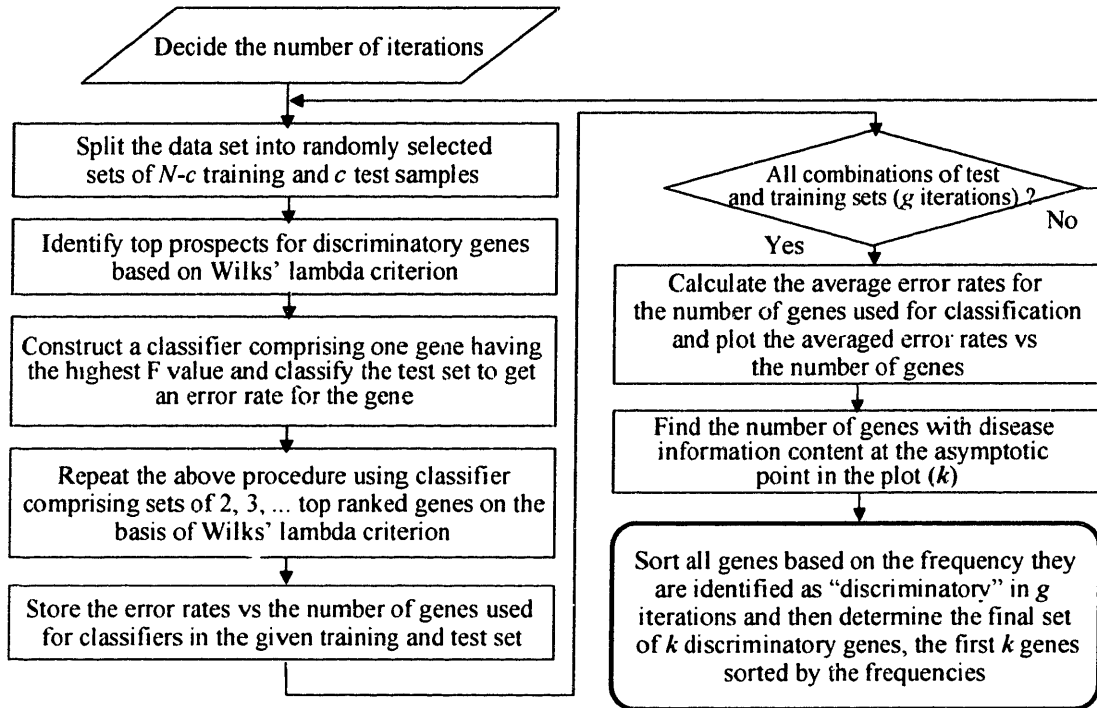 Decide the number of iterations
Split the data set into randomly selected
sets of N-c training and c test samples
Identify top prospects for discriminatory genes
based on Wilks' lambda criterion
Construct a classifier comprising one gene having
the highest F value and classify the test set to get
an error rate for the gene
Repeat the above procedure using classifier
comprising sets of 2, 3, ... top ranked genes on the
basis of Wilks' lambda criterion
Store the error rates vs the number of genes used
for classifiers in the given training and test set
All combinations of test
and training sets (g iterations) ?
No
Yes
Calculate the average error rates for
the number of genes used for classification
and plot the averaged error rates vs
the number of genes
Find the number of genes with disease
information content at the asymptotic
point in the plot (k)
Sort all genes based on the frequency they
are identified as “discriminatory” in g
iterations and then determine the final set
of k discriminatory genes, the first k genes
sorted by the frequencies